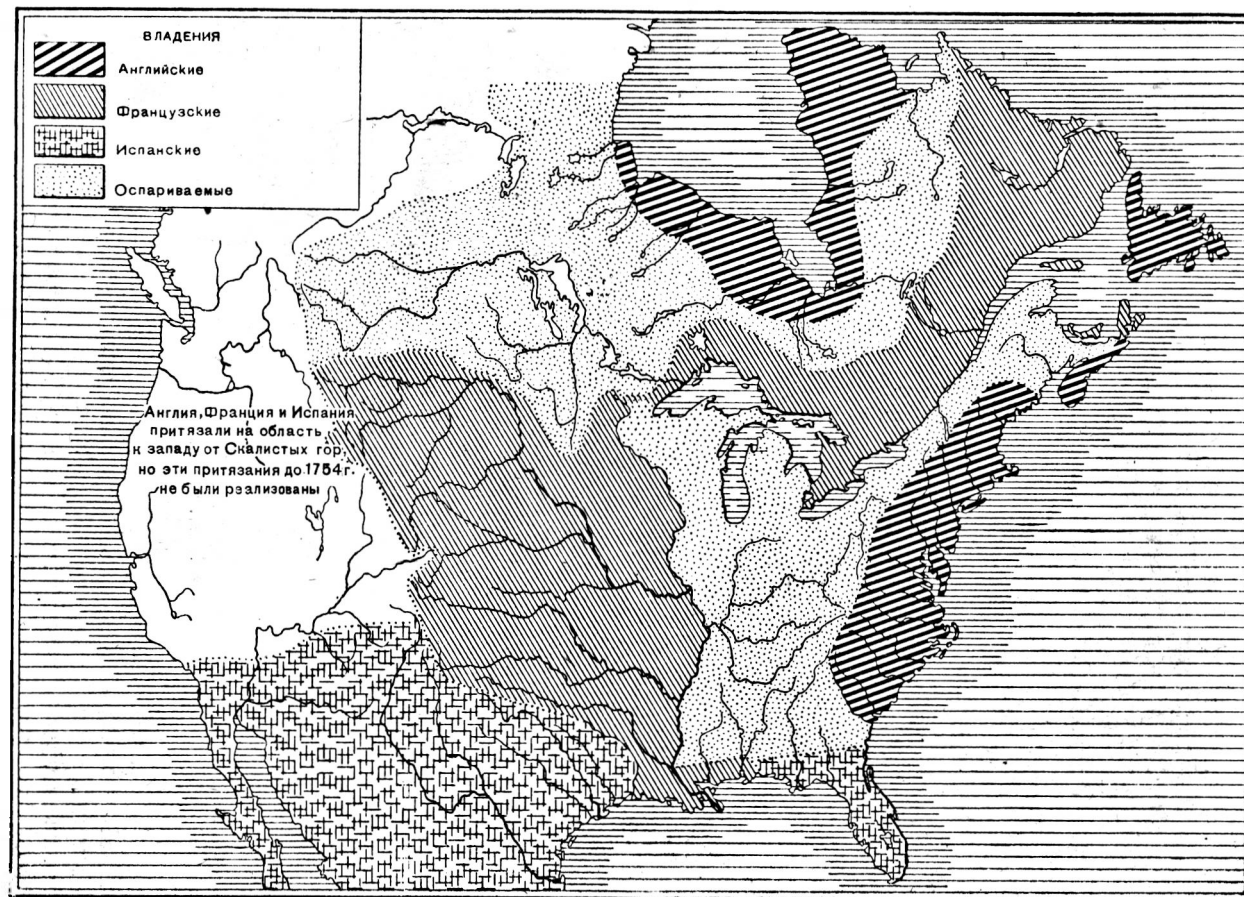 ВЛАДЕНИЯ
Английские
Французские
Испанские
Оспариваемые
Англия, Франция и Испания
притязали на область
к западу от Скалистых гор,
но эти притязания до 1754 г.
не были реализованы